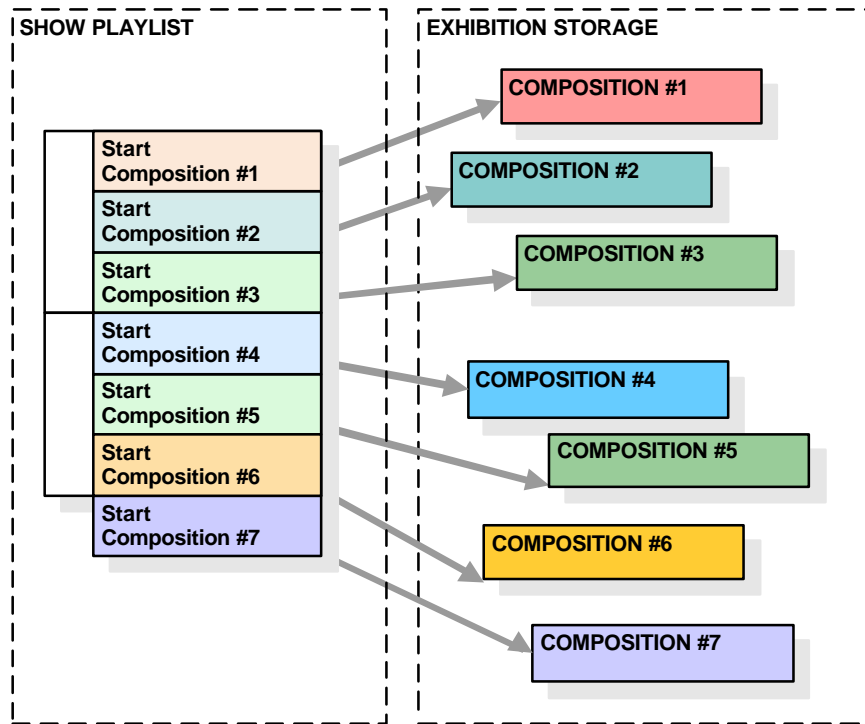 SHOW PLAYLIST
Start
Composition #1
Start
Composition #2
Start
Composition #3
Start
Composition #4
Start
Composition #5
Start
Composition #6
Start
Composition #7
EXHIBITION STORAGE
COMPOSITION #1
COMPOSITION #2
COMPOSITION #3
COMPOSITION #4
COMPOSITION #5
COMPOSITION #6
COMPOSITION #7